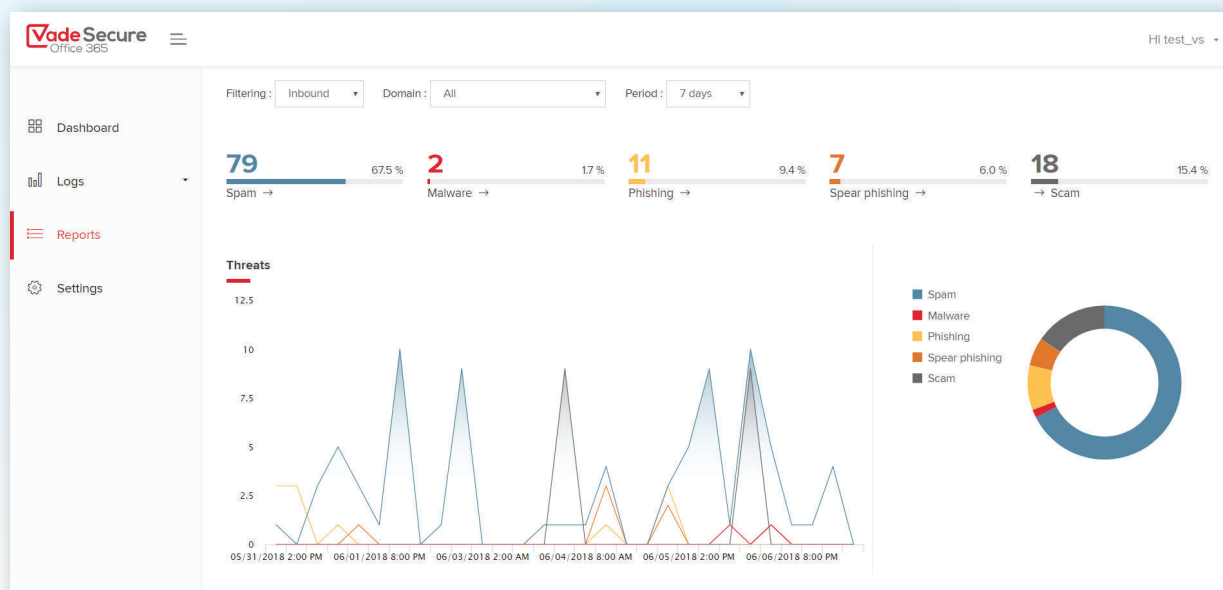 VadeSecure
Office 365
Hi test_vs
Filtering : Inbound Domain : All Period : 7 days
Dashboard
Logs
Reports
Settings
79 67.5 %
Spam →
2 1.7 %
Malware →
11 9.4 %
Phishing →
7 6.0 %
Spear phishing →
18 15.4 %
→ Scam
Threats
12.5
10
7.5
5
2.5
0
05/31/2018 2:00 PM 06/01/2018 8:00 PM 06/03/2018 2:00 AM 06/04/2018 8:00 AM 06/05/2018 2:00 PM 06/06/2018 8:00 PM
Spam
Malware
Phishing
Spear phishing
Scam